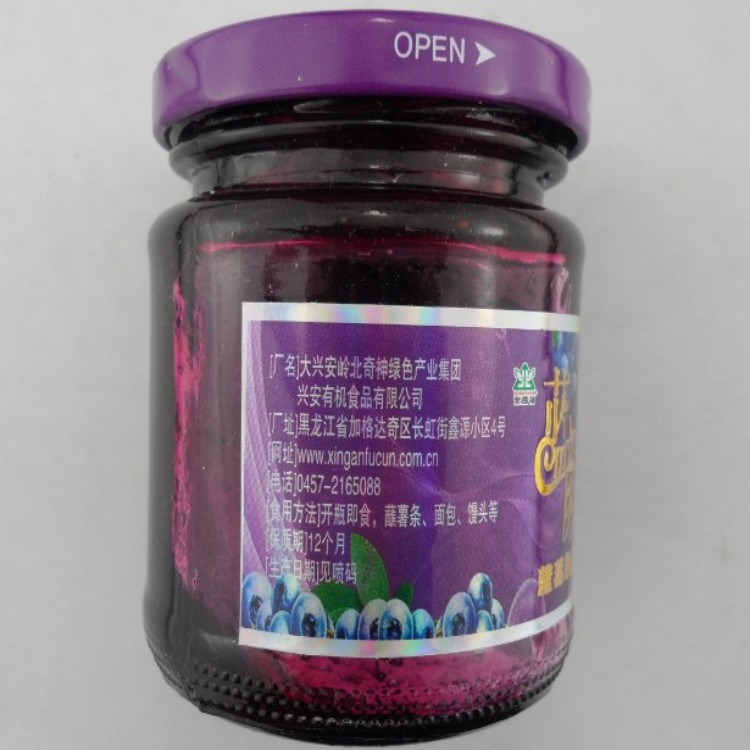 OPEN
[厂名]大兴安岭北奇神绿色产业集团
兴安有机食品有限公司
[厂址]黑龙江省加格达奇区长虹街鑫源小区4号
[网址]www.xinganfucun.com.cn
[电话]0457-2165088
[食用方法]开瓶即食，蘸薯条、面包、馒头等
[保质期]12个月
[生产日期]见喷码